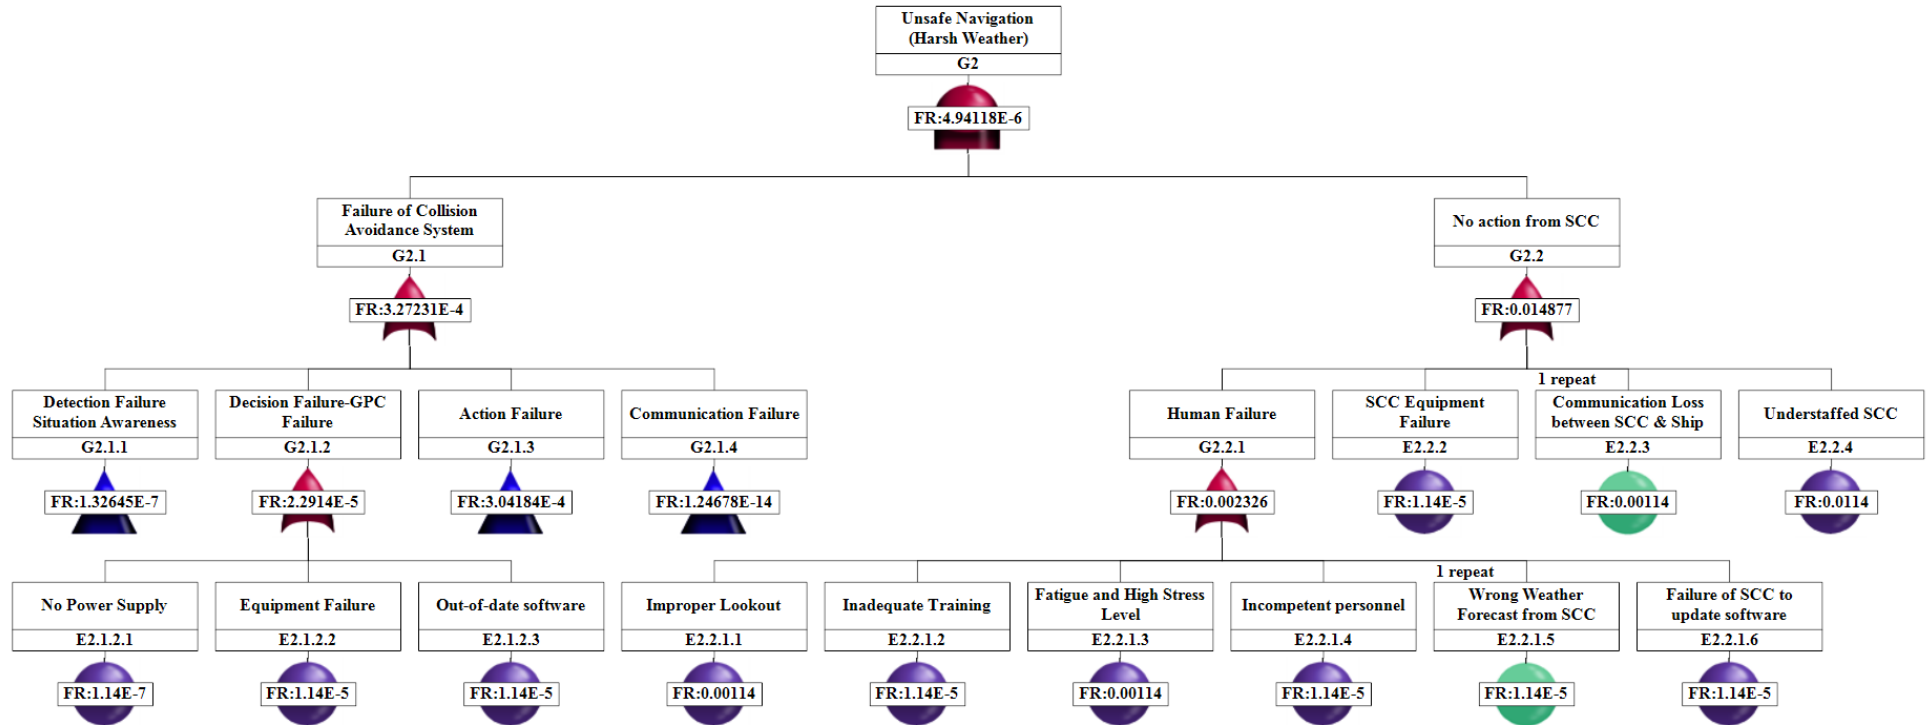 Unsafe Navigation
(Harsh Weather)
G2
FR:4.94118E-6
Failure of Collision
Avoidance System
G2.1
FR:3.27231E-4
No action from SCC
G2.2
FR:0.014877
Detection Failure
Situation Awareness
G2.1.1
FR:1.32645E-7
Decision Failure-GPC
Failure
G2.1.2
FR:2.2914E-5
Action Failure
G2.1.3
FR:3.04184E-4
Communication Failure
G2.1.4
FR:1.24678E-14
Human Failure
G2.2.1
FR:0.002326
SCC Equipment
Failure
E2.2.2
FR:1.14E-5
1 repeat
Communication Loss
between SCC & Ship
E2.2.3
FR:0.00114
Understaffed SCC
E2.2.4
FR:0.0114
No Power Supply
E2.1.2.1
FR:1.14E-7
Equipment Failure
E2.1.2.2
FR:1.14E-5
Out-of-date software
E2.1.2.3
FR:1.14E-5
Improper Lookout
E2.2.1.1
FR:0.00114
Inadequate Training
E2.2.1.2
FR:1.14E-5
Fatigue and High Stress
Level
E2.2.1.3
FR:0.00114
Incompetent personnel
E2.2.1.4
FR:1.14E-5
1 repeat
Wrong Weather
Forecast from SCC
E2.2.1.5
FR:1.14E-5
Failure of SCC to
update software
E2.2.1.6
FR:1.14E-5